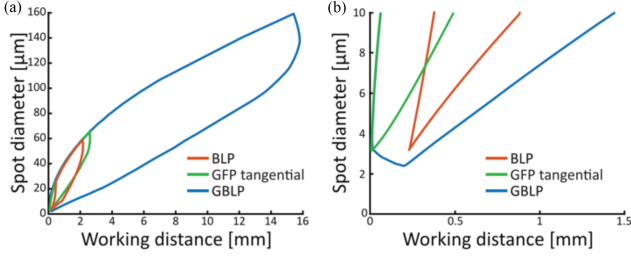 (a)
160
140
120
100
80
60
40
20
0
Spot diameter [µm]
BLP
GFP tangential
GBLP
0 2 4 6 8 10 12 14 16
Working distance [mm]
(b)
10
8
6
4
2
0
Spot diameter [µm]
BLP
GFP tangential
GBLP
0 0.5 1 1.5
Working distance [mm]